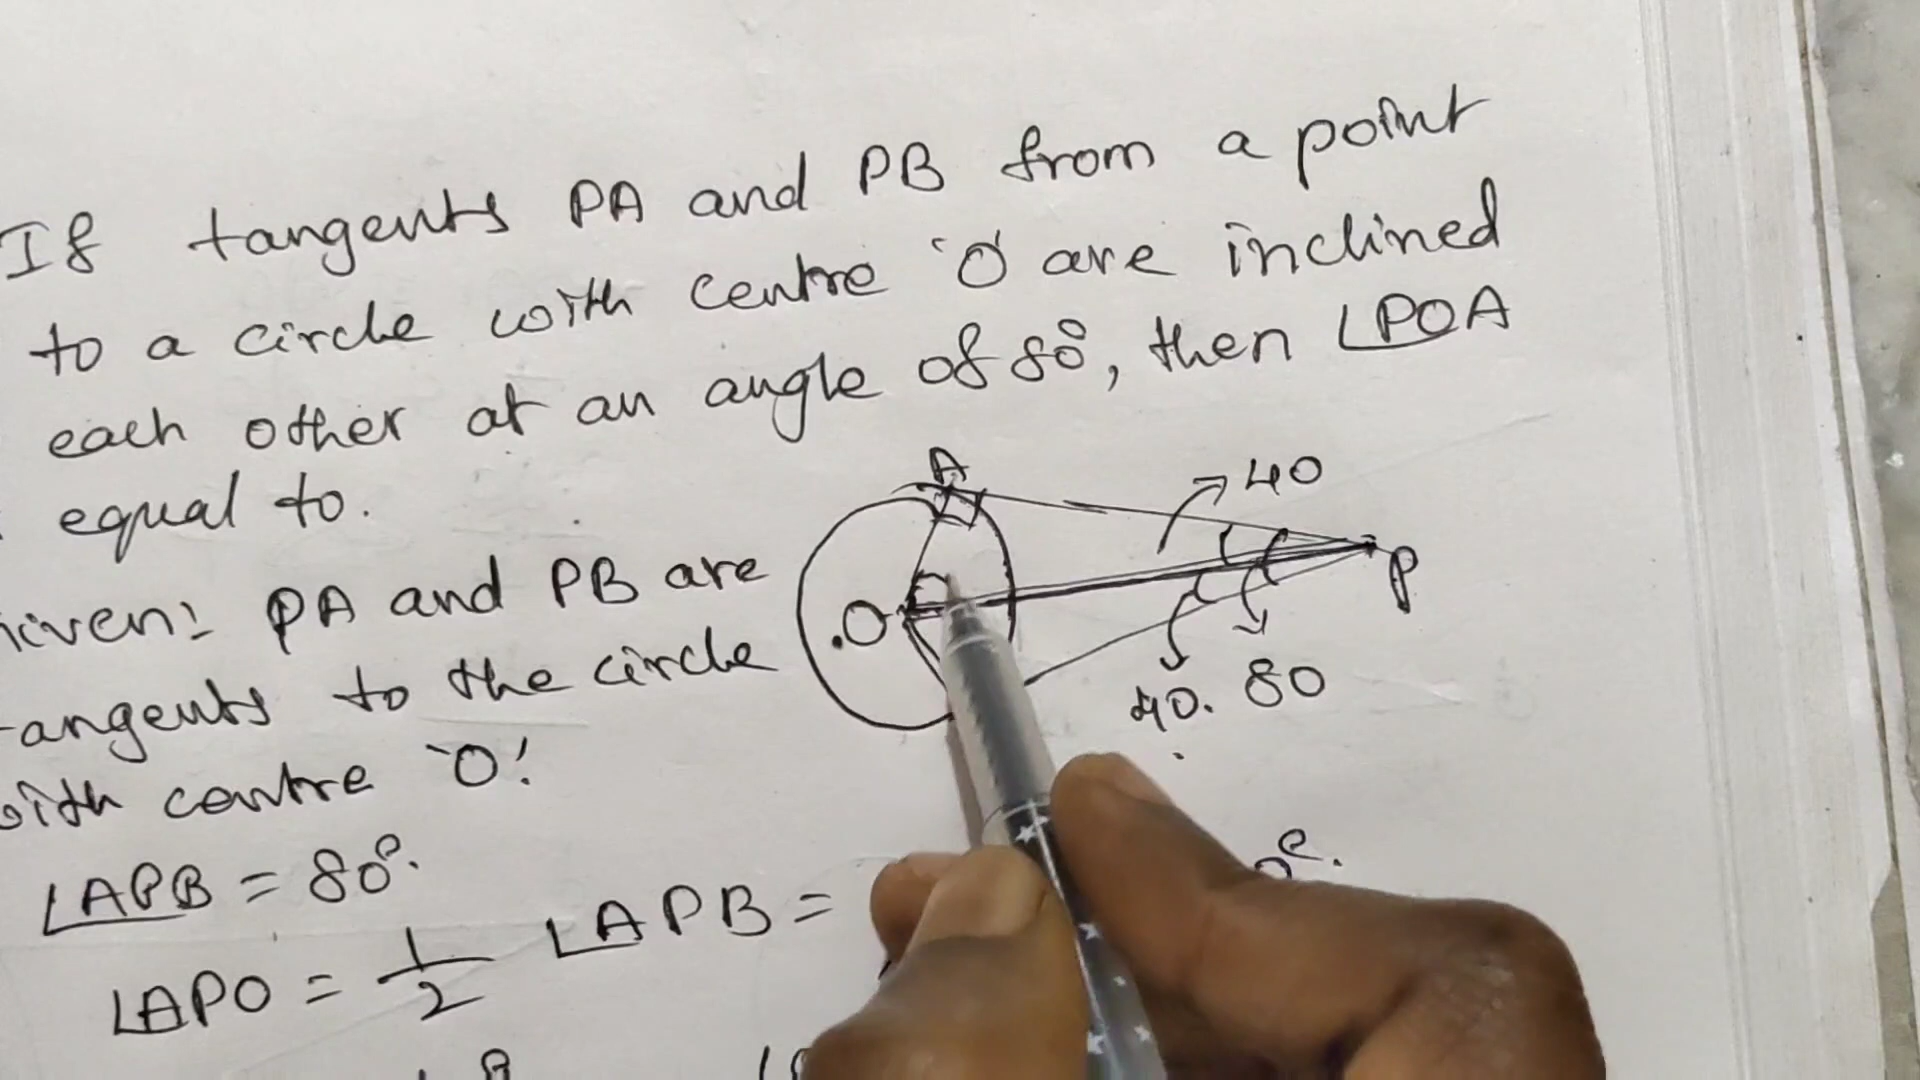 If tangents PA and PB from a point
to a circle with centre 'O' are inclined
each other at an angle of 80°, then ∠POA
equal to.
A
40
.O
P
40. 80
PA and PB are
tangents to the circle
with centre 'O'.
∠APB = 80°.
∠APO = 1/2 ∠APB =